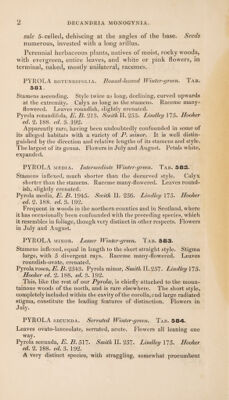 2 DECANDRIA MONOGYNIA.
sule 5-celled, dehiscing at the angles of the base. Seeds
numerous, invested with a long arillus.
Perennial herbaceous plants, natives of moist, rocky woods,
with evergreen, entire leaves, and white or pink flowers, in
terminal, naked, mostly unilateral, racemes.
PYROLA ROTUNDIFOLIA. Round-leaved Winter-green. TAB.
581.
Stamens ascending. Style twice as long, declining, curved upwards
at the extremity. Calyx as long as the stamens. Raceme many-
flowered. Leaves roundish, slightly crenated.
Pyrola rotundifolia, E. B. 213. Smith II. 255. Lindley 175. Hooker
ed. 2. 188. ed. 3. 192.
Apparently rare, having been undoubtedly confounded in some of
its alleged habitats with a variety of P. minor. It is well distin-
guished by the direction and relative lengths of its stamens and style.
The largest of its genus. Flowers in July and August. Petals white,
expanded.
PYROLA MEDIA. Intermediate Winter-green. TAB. 582.
Stamens inflexed, much shorter than the decurved style. Calyx
shorter than the stamens. Raceme many-flowered. Leaves round-
ish, slightly crenated.
Pyrola media, E. B. 1945. Smith II. 256. Lindley 175. Hooker
ed. 2. 188. ed. 3. 192.
Frequent in woods in the northern counties and in Scotland, where
it has occasionally been confounded with the preceding species, which
it resembles in foliage, though very distinct in other respects. Flowers
in July and August.
PYROLA MINOR. Lesser Winter-green. TAB. 583.
Stamens inflexed, equal in length to the short straight style. Stigma
large, with 5 divergent rays. Raceme many-flowered. Leaves
roundish-ovate, crenated.
Pyrola rosea, E. B. 2543. Pyrola minor, Smith II. 257. Lindley 175.
Hooker ed. 2. 188. ed. 3. 192.
This, like the rest of our Pyrolæ, is chiefly attached to the moun-
tainous woods of the north, and is rare elsewhere. The short style,
completely included within the cavity of the corolla, and large radiated
stigma, constitute the leading features of distinction. Flowers in
July.
PYROLA SECUNDA. Serrated Winter-green. TAB. 584.
Leaves ovato-lanceolate, serrated, acute. Flowers all leaning one
way.
Pyrola secunda, E. B. 517. Smith II. 257. Lindley 175. Hooker
ed. 2. 188. ed. 3. 192.
A very distinct species, with straggling, somewhat procumbent